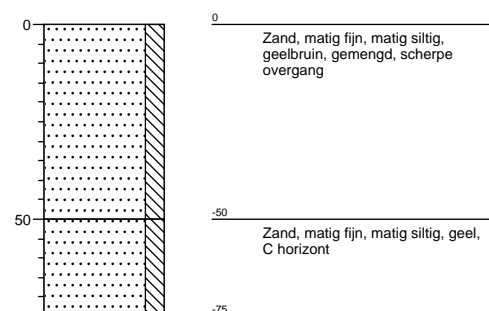 0
0
Zand, matig fijn, matig siltig,
geelbruin, gemengd, scherpe
overgang
50
-50
Zand, matig fijn, matig siltig, geel,
C horizont
-75